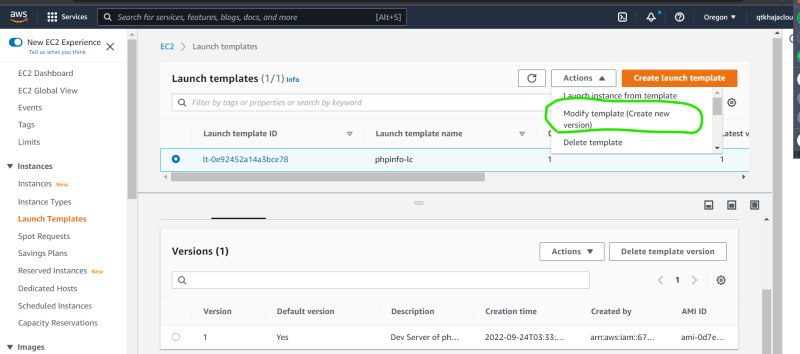 aws
Services
Search for services, features, blogs, docs, and more
[Alt+S]
Oregon
qtkhajaclou
New EC2 Experience
Tell us what you think
EC2 Dashboard
EC2 Global View
Events
Tags
Limits
Instances
Instances New
Instance Types
Launch Templates
Spot Requests
Savings Plans
Reserved Instances New
Dedicated Hosts
Scheduled Instances
Capacity Reservations
Images
EC2 > Launch templates
Launch templates (1/1) Info
Actions
Create launch template
Launch instance from template
Modify template (Create new
version)
Delete template
Filter by tags or properties or search by keyword
Launch template ID
Launch template name
D
Latest v
lt-0e92452a14a3bce78
phpinfo-lc
1
1
Versions (1)
Actions
Delete template version
1
Version
Default version
Description
Creation time
Created by
AMI ID
1
Yes
Dev Server of ph...
2022-09-24T03:33:...
arn:aws:iam::67...
ami-0d7e...